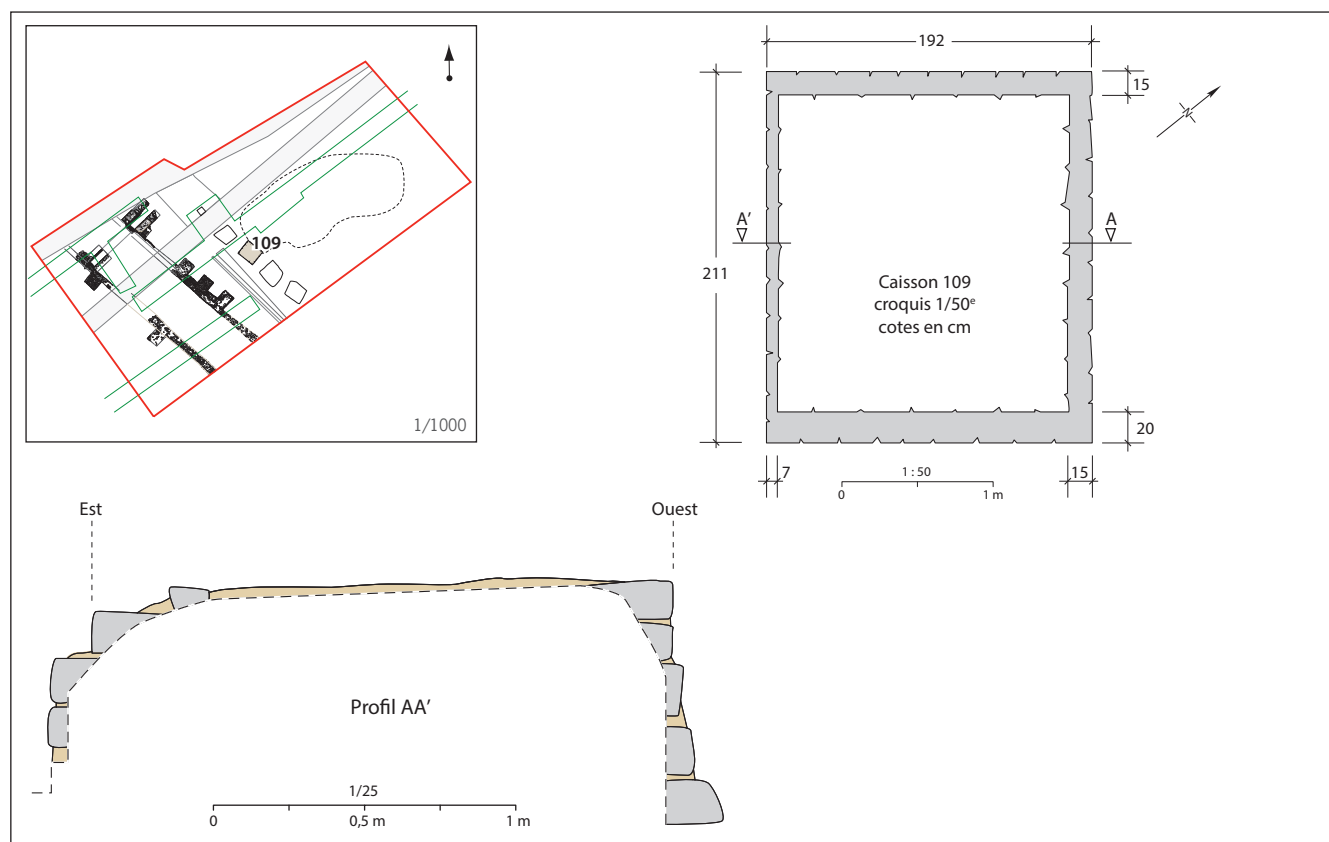 109
1/1000
192
15
N
A'
A
211
Caisson 109
croquis 1/50e
cotes en cm
20
7
1 : 50
15
0
1 m
Est
Ouest
Profil AA'
1/25
0
0,5 m
1 m